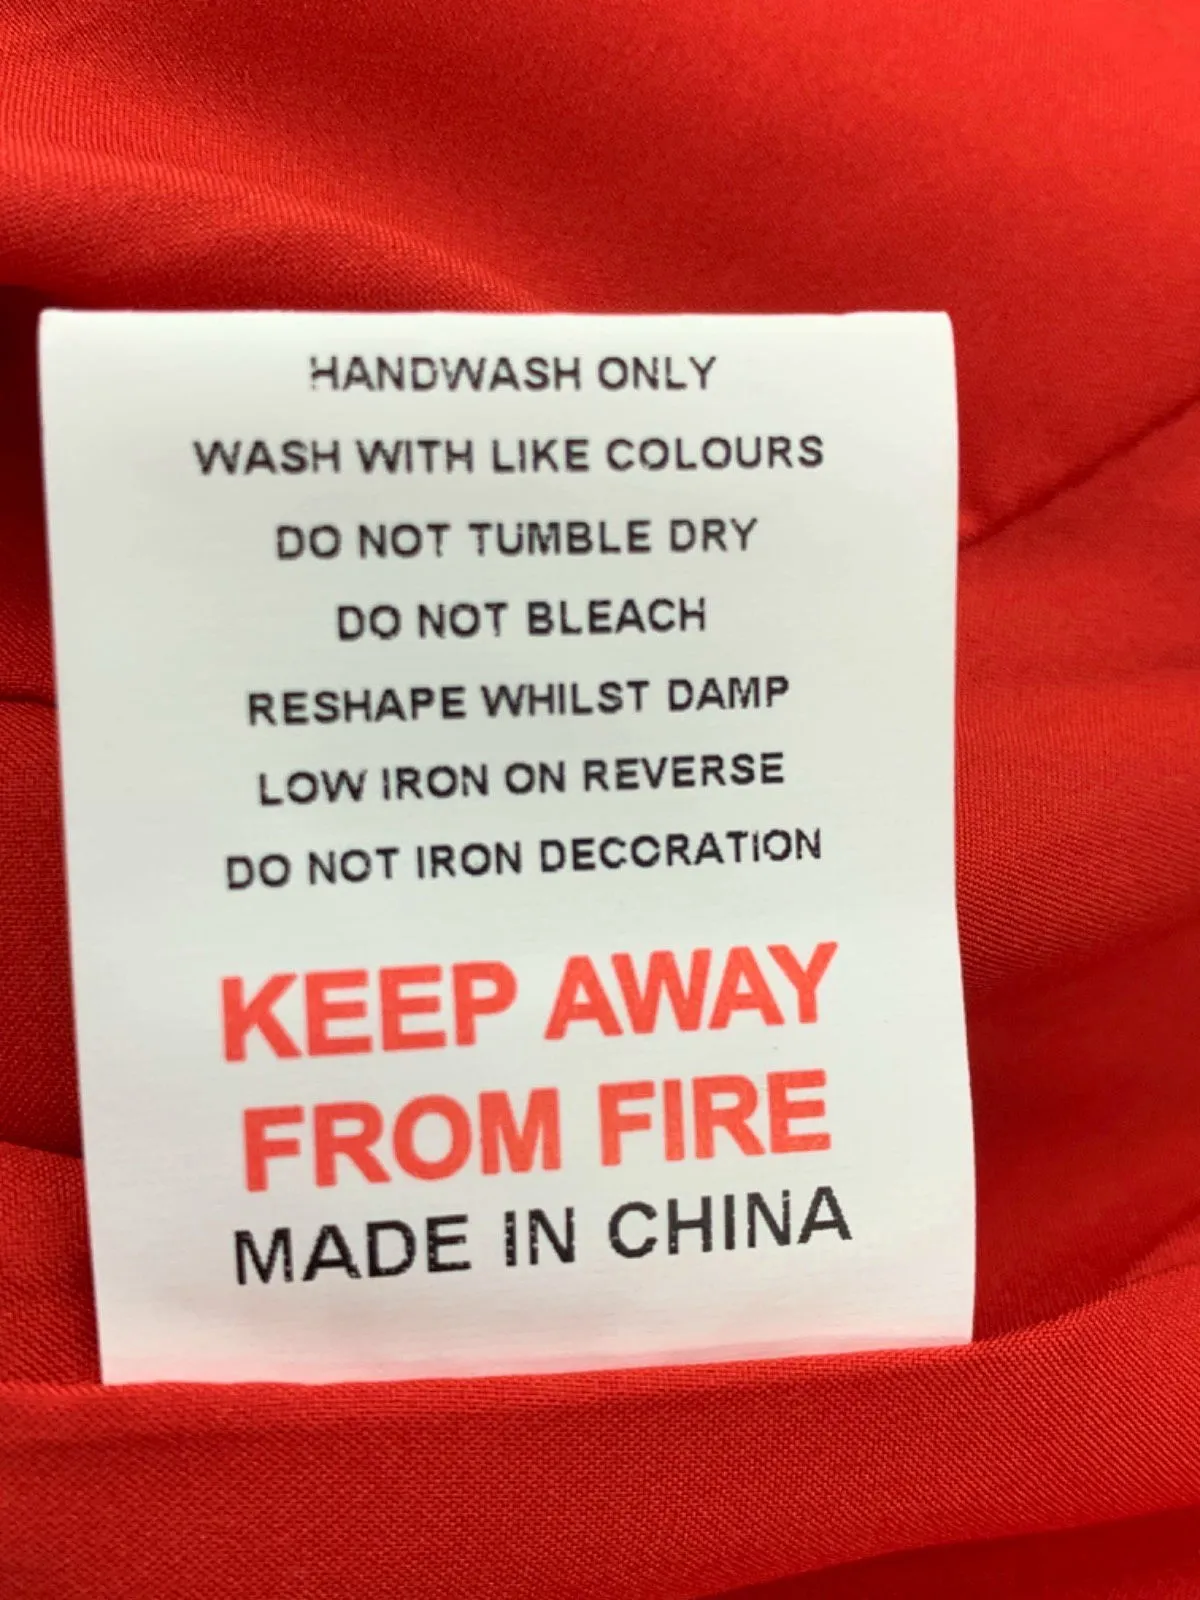 HANDWASH ONLY
WASH WITH LIKE COLOURS
DO NOT TUMBLE DRY
DO NOT BLEACH
RESHAPE WHILST DAMP
LOW IRON ON REVERSE
DO NOT IRON DECORATION
KEEP AWAY
FROM FIRE
MADE IN CHINA